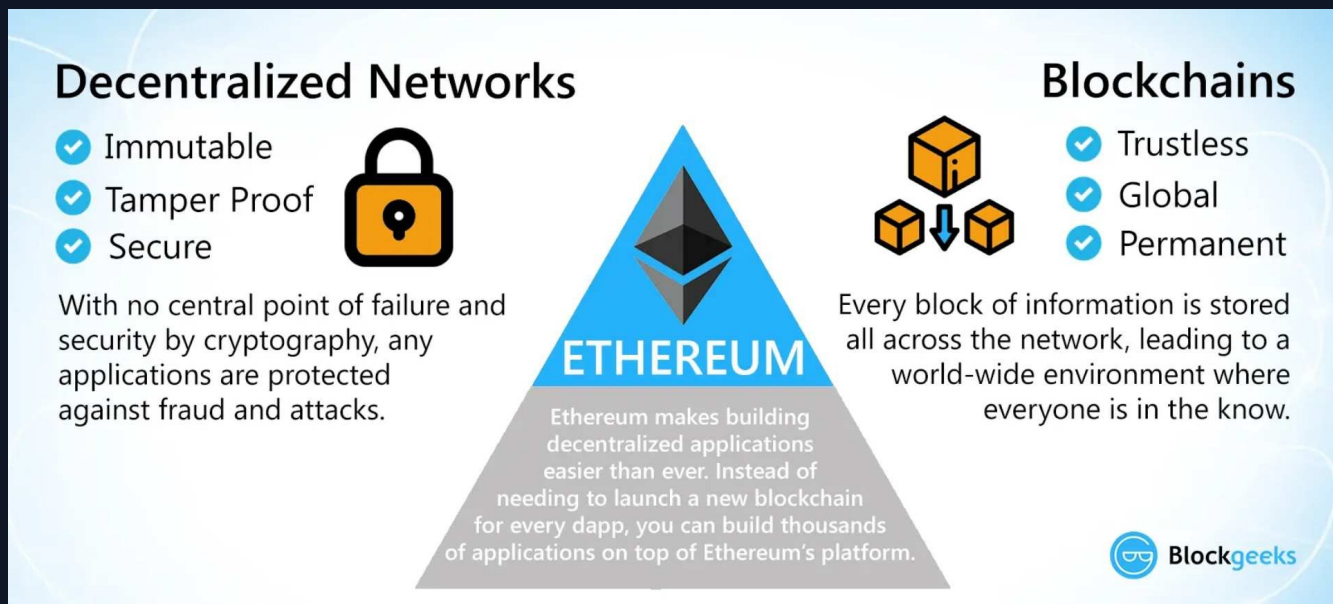 Decentralized Networks
Immutable
Tamper Proof
Secure
With no central point of failure and
security by cryptography, any
applications are protected
against fraud and attacks.
ETHEREUM
Ethereum makes building
decentralized applications
easier than ever. Instead of
needing to launch a new blockchain
for every dapp, you can build thousands
of applications on top of Ethereum's platform.
Blockchains
Trustless
Global
Permanent
Every block of information is stored
all across the network, leading to a
world-wide environment where
everyone is in the know.
Blockgeeks